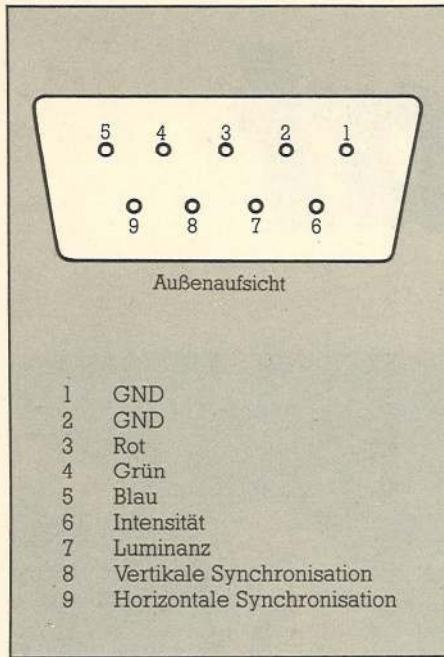 5 4 3 2 1
9 8 7 6
Außenaufsicht
1 GND
2 GND
3 Rot
4 Grün
5 Blau
6 Intensität
7 Luminanz
8 Vertikale Synchronisation
9 Horizontale Synchronisation